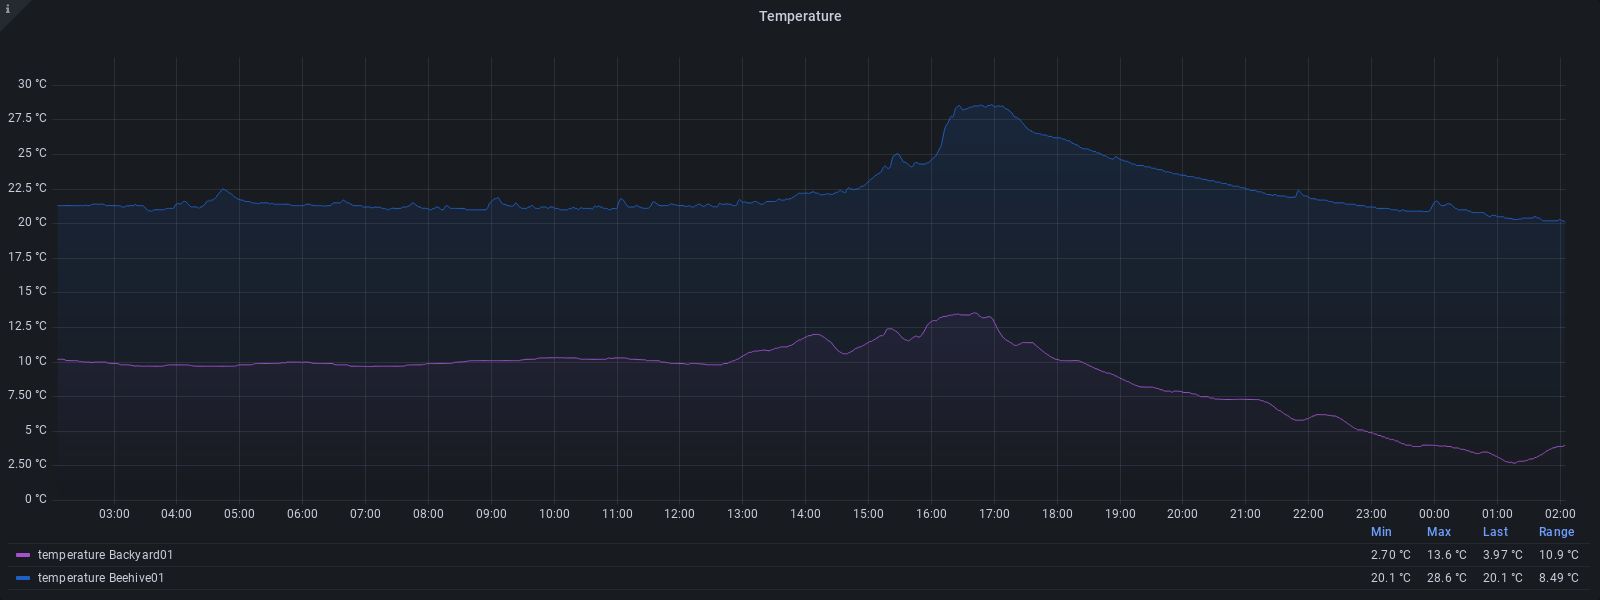 i
Temperature
30 °C
27.5 °C
25 °C
22.5 °C
20 °C
17.5 °C
15 °C
12.5 °C
10 °C
7.50 °C
5 °C
2.50 °C
0 °C
03:00 04:00 05:00 06:00 07:00 08:00 09:00 10:00 11:00 12:00 13:00 14:00 15:00 16:00 17:00 18:00 19:00 20:00 21:00 22:00 23:00 00:00 01:00 02:00
Min Max Last Range
temperature Backyard01 2.70 °C 13.6 °C 3.97 °C 10.9 °C
temperature Beehive01 20.1 °C 28.6 °C 20.1 °C 8.49 °C